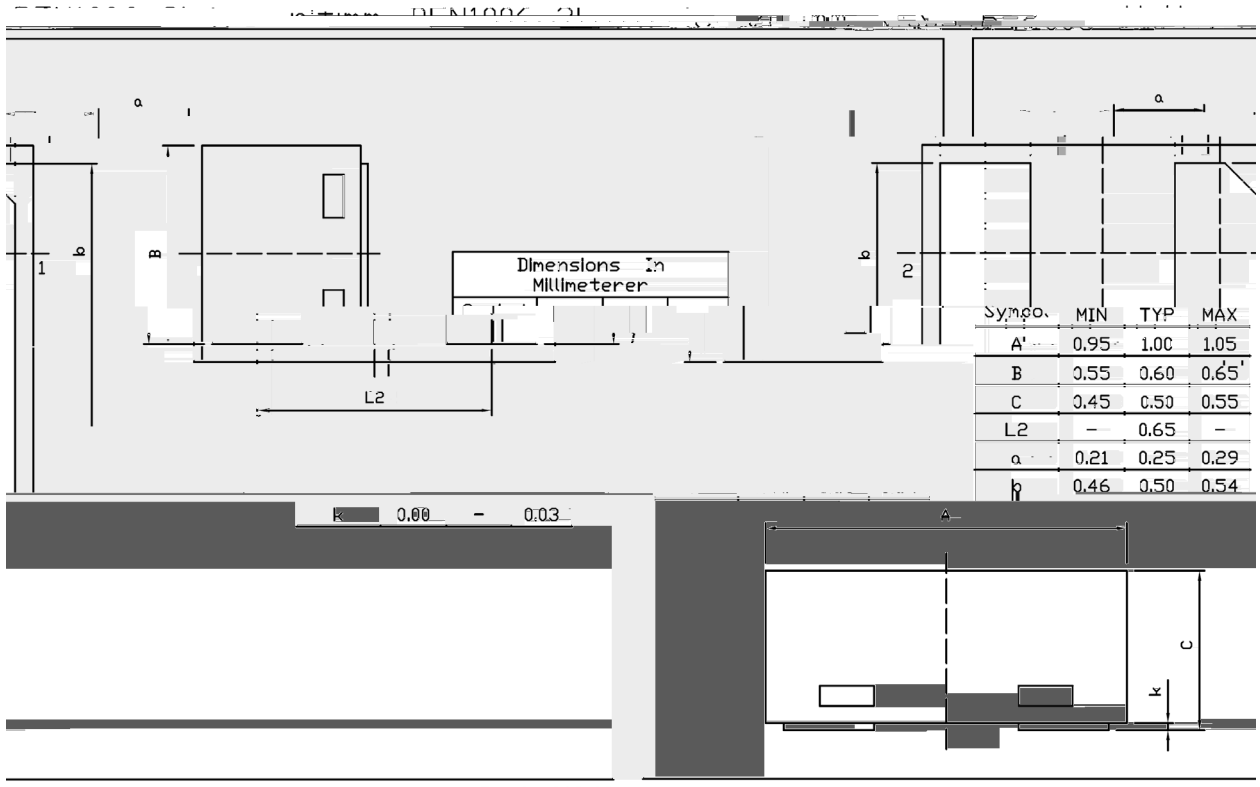 a
a
b
B
b
1
2
Dimensions In
Millimeterer
MIN TYP MAX
A 0.95 1.00 1.05
B 0.55 0.60 0.65
C 0.45 0.50 0.55
L2 - 0.65 -
a 0.21 0.25 0.29
b 0.46 0.50 0.54
L2
k 0.00 - 0.03
A
C
k